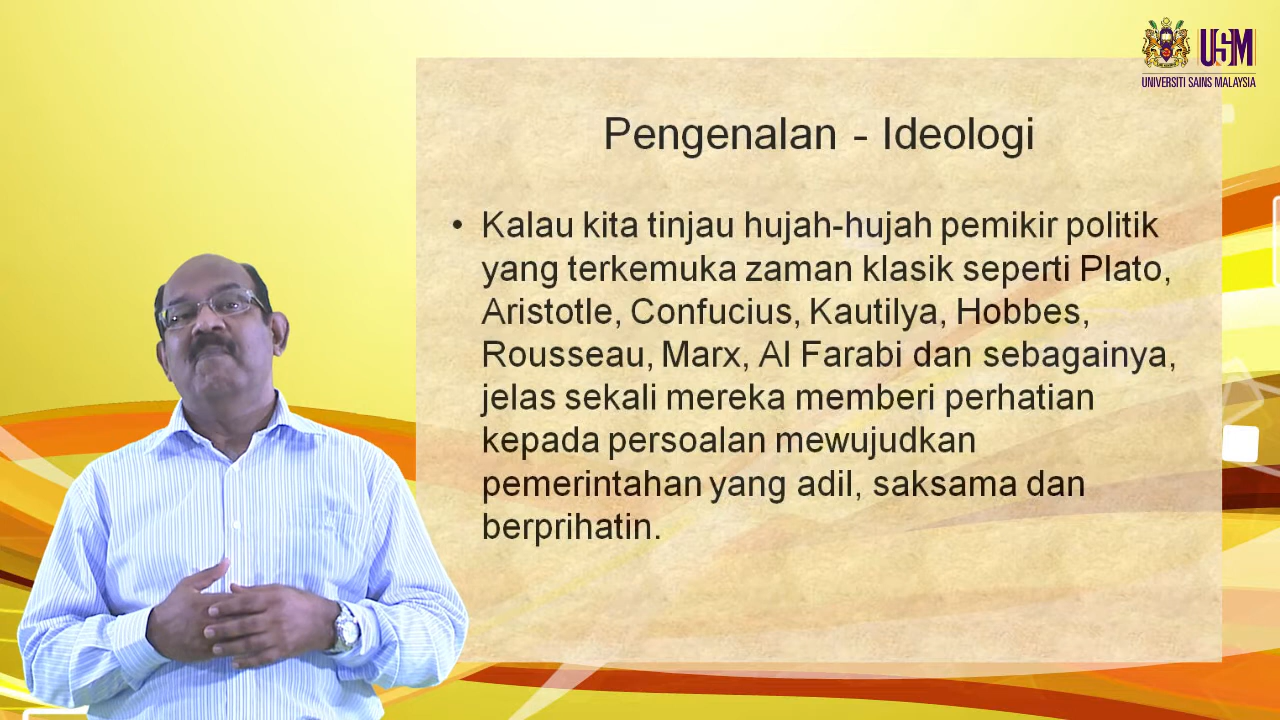 USM
UNIVERSITI SAINS MALAYSIA
Pengenalan - Ideologi
• Kalau kita tinjau hujah-hujah pemikir politik
yang terkemuka zaman klasik seperti Plato,
Aristotle, Confucius, Kautilya, Hobbes,
Rousseau, Marx, Al Farabi dan sebagainya,
jelas sekali mereka memberi perhatian
kepada persoalan mewujudkan
pemerintahan yang adil, saksama dan
berprihatin.